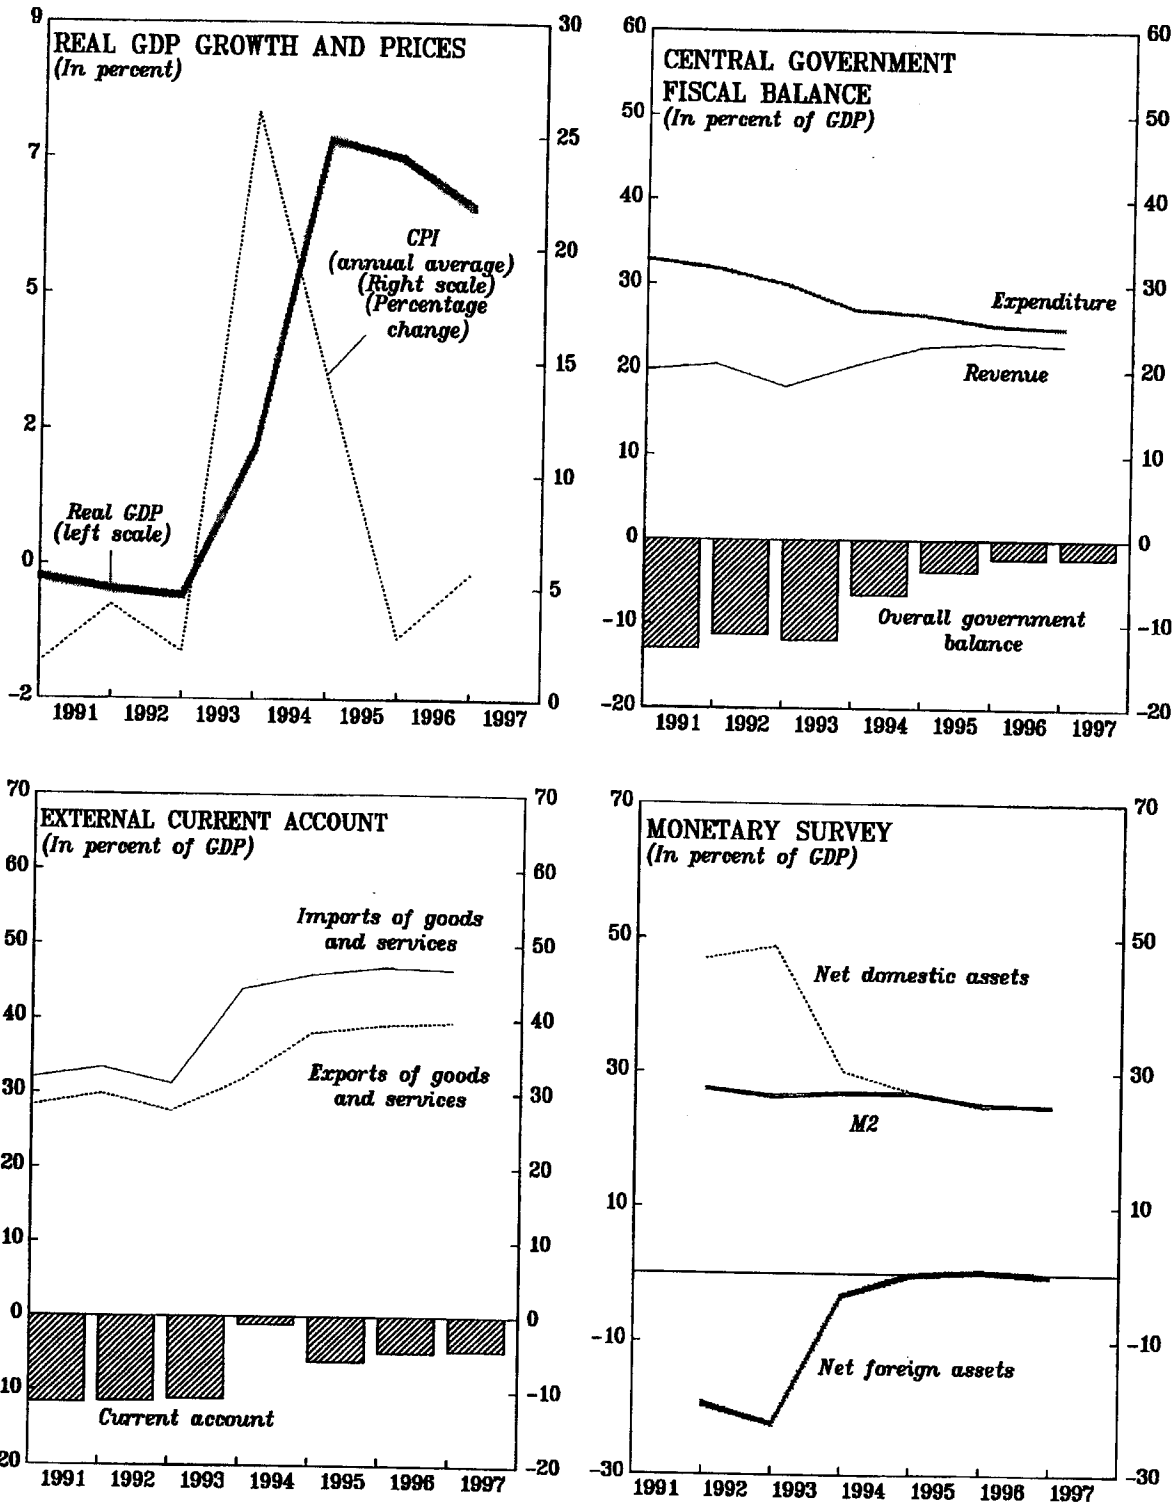 REAL GDP GROWTH AND PRICES
(In percent)
9
7
5
2
0
-2
30
25
20
15
10
5
0
CPI
(annual average)
(Right scale)
(Percentage
change)
Real GDP
(left scale)
1991 1992 1993 1994 1995 1996 1997
CENTRAL GOVERNMENT
FISCAL BALANCE
(In percent of GDP)
60
50
40
30
20
10
0
-10
-20
60
50
40
30
20
10
0
-10
-20
Expenditure
Revenue
Overall government
balance
1991 1992 1993 1994 1995 1996 1997
EXTERNAL CURRENT ACCOUNT
(In percent of GDP)
70
60
50
40
30
20
10
0
10
20
70
60
50
40
30
20
10
0
-10
-20
Imports of goods
and services
Exports of goods
and services
Current account
1991 1992 1993 1994 1995 1996 1997
MONETARY SURVEY
(In percent of GDP)
70
50
30
10
-10
-30
70
50
30
10
-10
-30
Net domestic assets
M2
Net foreign assets
1991 1992 1993 1994 1995 1996 1997